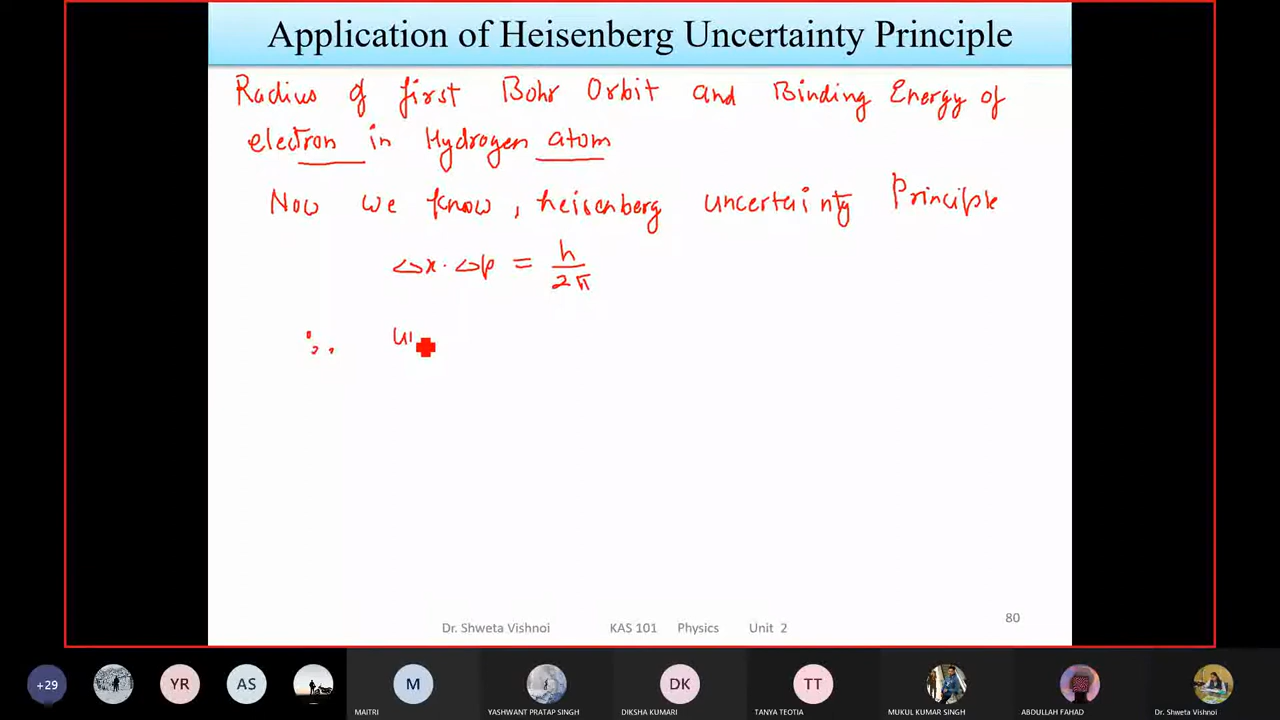 Application of Heisenberg Uncertainty Principle
Radius of first Bohr Orbit and Binding Energy of
electron in Hydrogen atom
Now we know, heisenberg uncertainty Principle
Δx · Δp = h/2π
∴
Dr. Shweta Vishnoi KAS 101 Physics Unit 2
80
+29
YR
AS
M
DK
TT
MAITRI
YASHWANT PRATAP SINGH
DIKSHA KUMARI
TANYA TEOTIA
MUKUL KUMAR SINGH
ABDULLAH FAHAD
Dr. Shweta Vishnoi